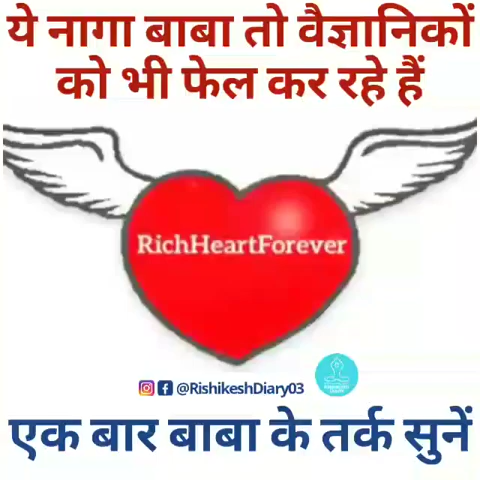 ये नागा बाबा तो वैज्ञानिकों
को भी फेल कर रहे हैं
RichHeartForever
@RishikeshDiary03
एक बार बाबा के तर्क सुनें